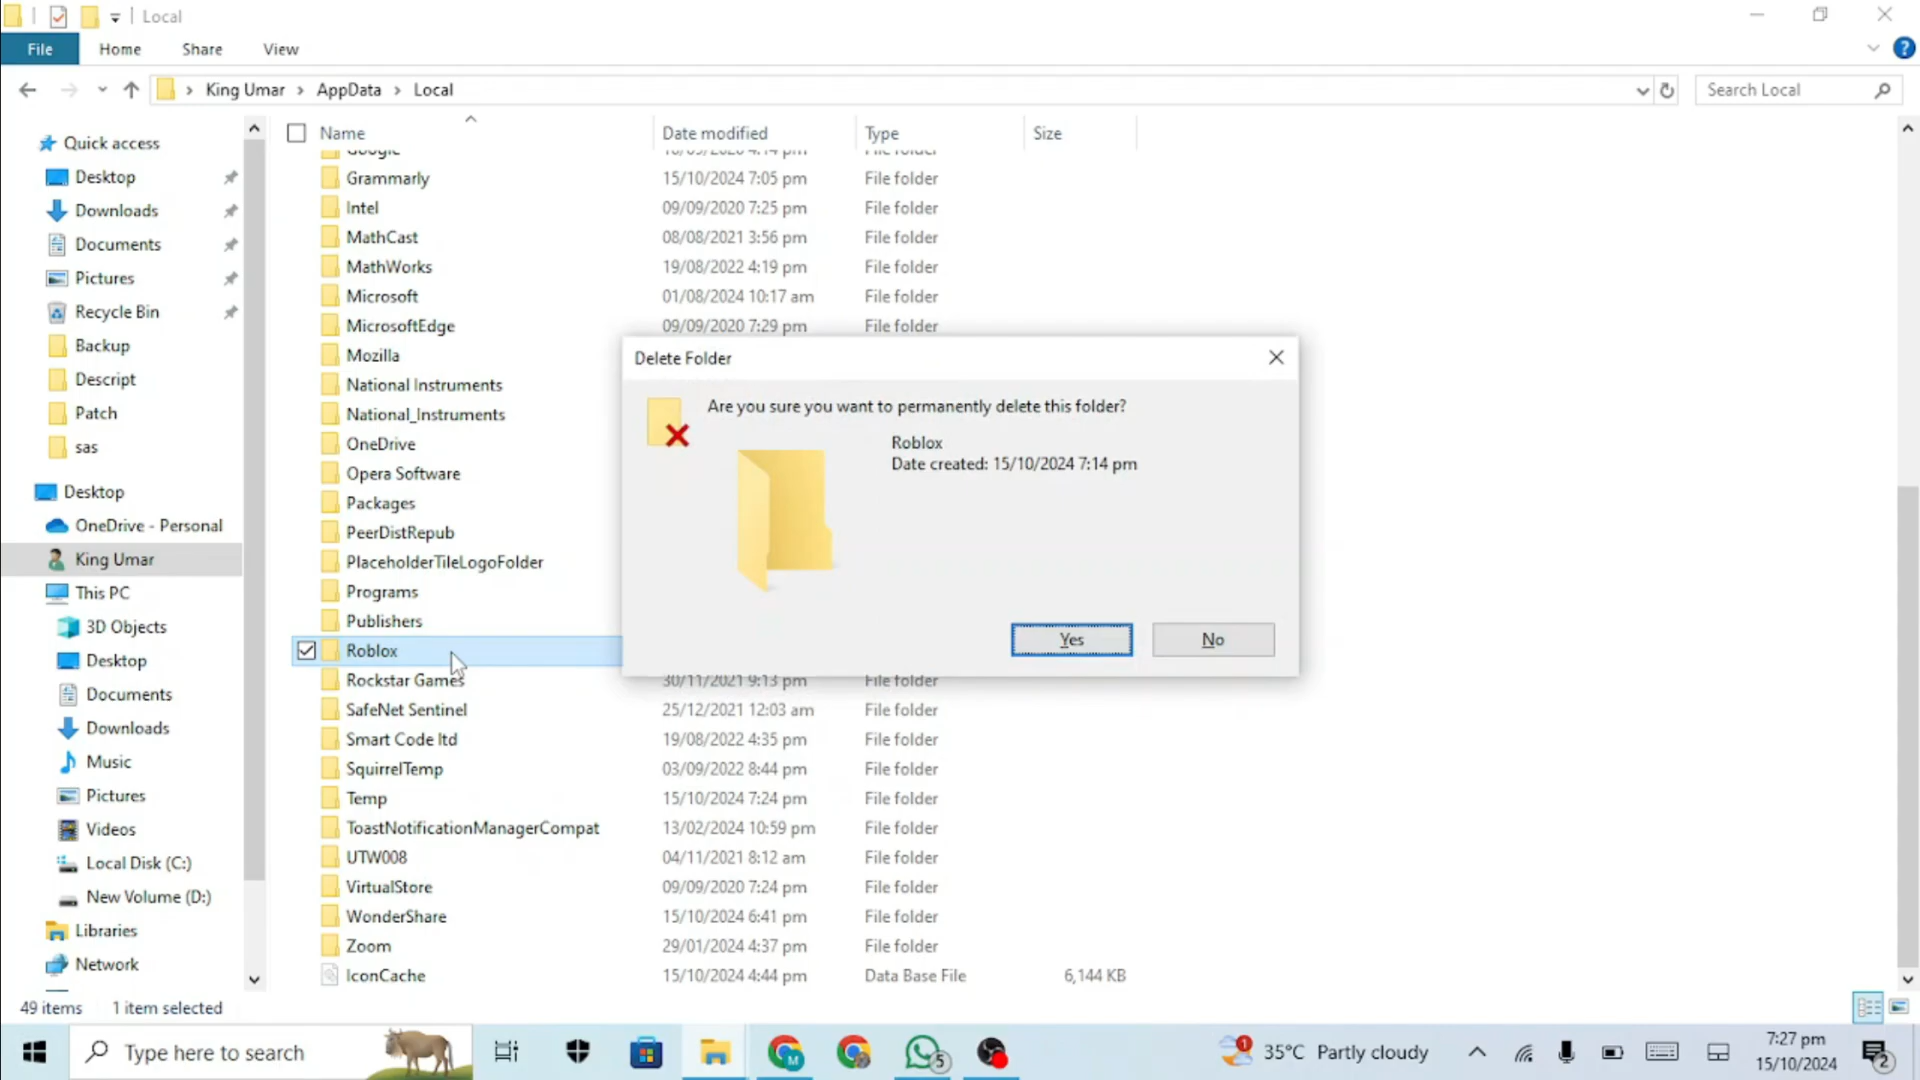 Local
File Home Share View
King Umar AppData Local
Search Local
Name Date modified Type Size
Quick access
Desktop
Downloads
Documents
Pictures
Recycle Bin
Backup
Descript
Patch
sas
Desktop
OneDrive - Personal
King Umar
This PC
3D Objects
Desktop
Documents
Downloads
Music
Pictures
Videos
Local Disk (C:)
New Volume (D:)
Libraries
Network
Google
Grammarly 15/10/2024 7:05 pm File folder
Intel 09/09/2020 7:25 pm File folder
MathCast 08/08/2021 3:56 pm File folder
MathWorks 19/08/2022 4:19 pm File folder
Microsoft 01/08/2024 10:17 am File folder
MicrosoftEdge 09/09/2020 7:29 pm File folder
Mozilla
National Instruments
National_Instruments
OneDrive
Opera Software
Packages
PeerDistRepub
PlaceholderTileLogoFolder
Programs
Publishers
Roblox
Rockstar Games 30/11/2021 9:13 pm File folder
SafeNet Sentinel 25/12/2021 12:03 am File folder
Smart Code ltd 19/08/2022 4:35 pm File folder
SquirrelTemp 03/09/2022 8:44 pm File folder
Temp 15/10/2024 7:24 pm File folder
ToastNotificationManagerCompat 13/02/2024 10:59 pm File folder
UTW008 04/11/2021 8:12 am File folder
VirtualStore 09/09/2020 7:24 pm File folder
WonderShare 15/10/2024 6:41 pm File folder
Zoom 29/01/2024 4:37 pm File folder
IconCache 15/10/2024 4:44 pm Data Base File 6,144 KB
Delete Folder
Are you sure you want to permanently delete this folder?
Roblox
Date created: 15/10/2024 7:14 pm
Yes No
49 items 1 item selected
Type here to search
M
5
1
35°C Partly cloudy
7:27 pm
15/10/2024
2